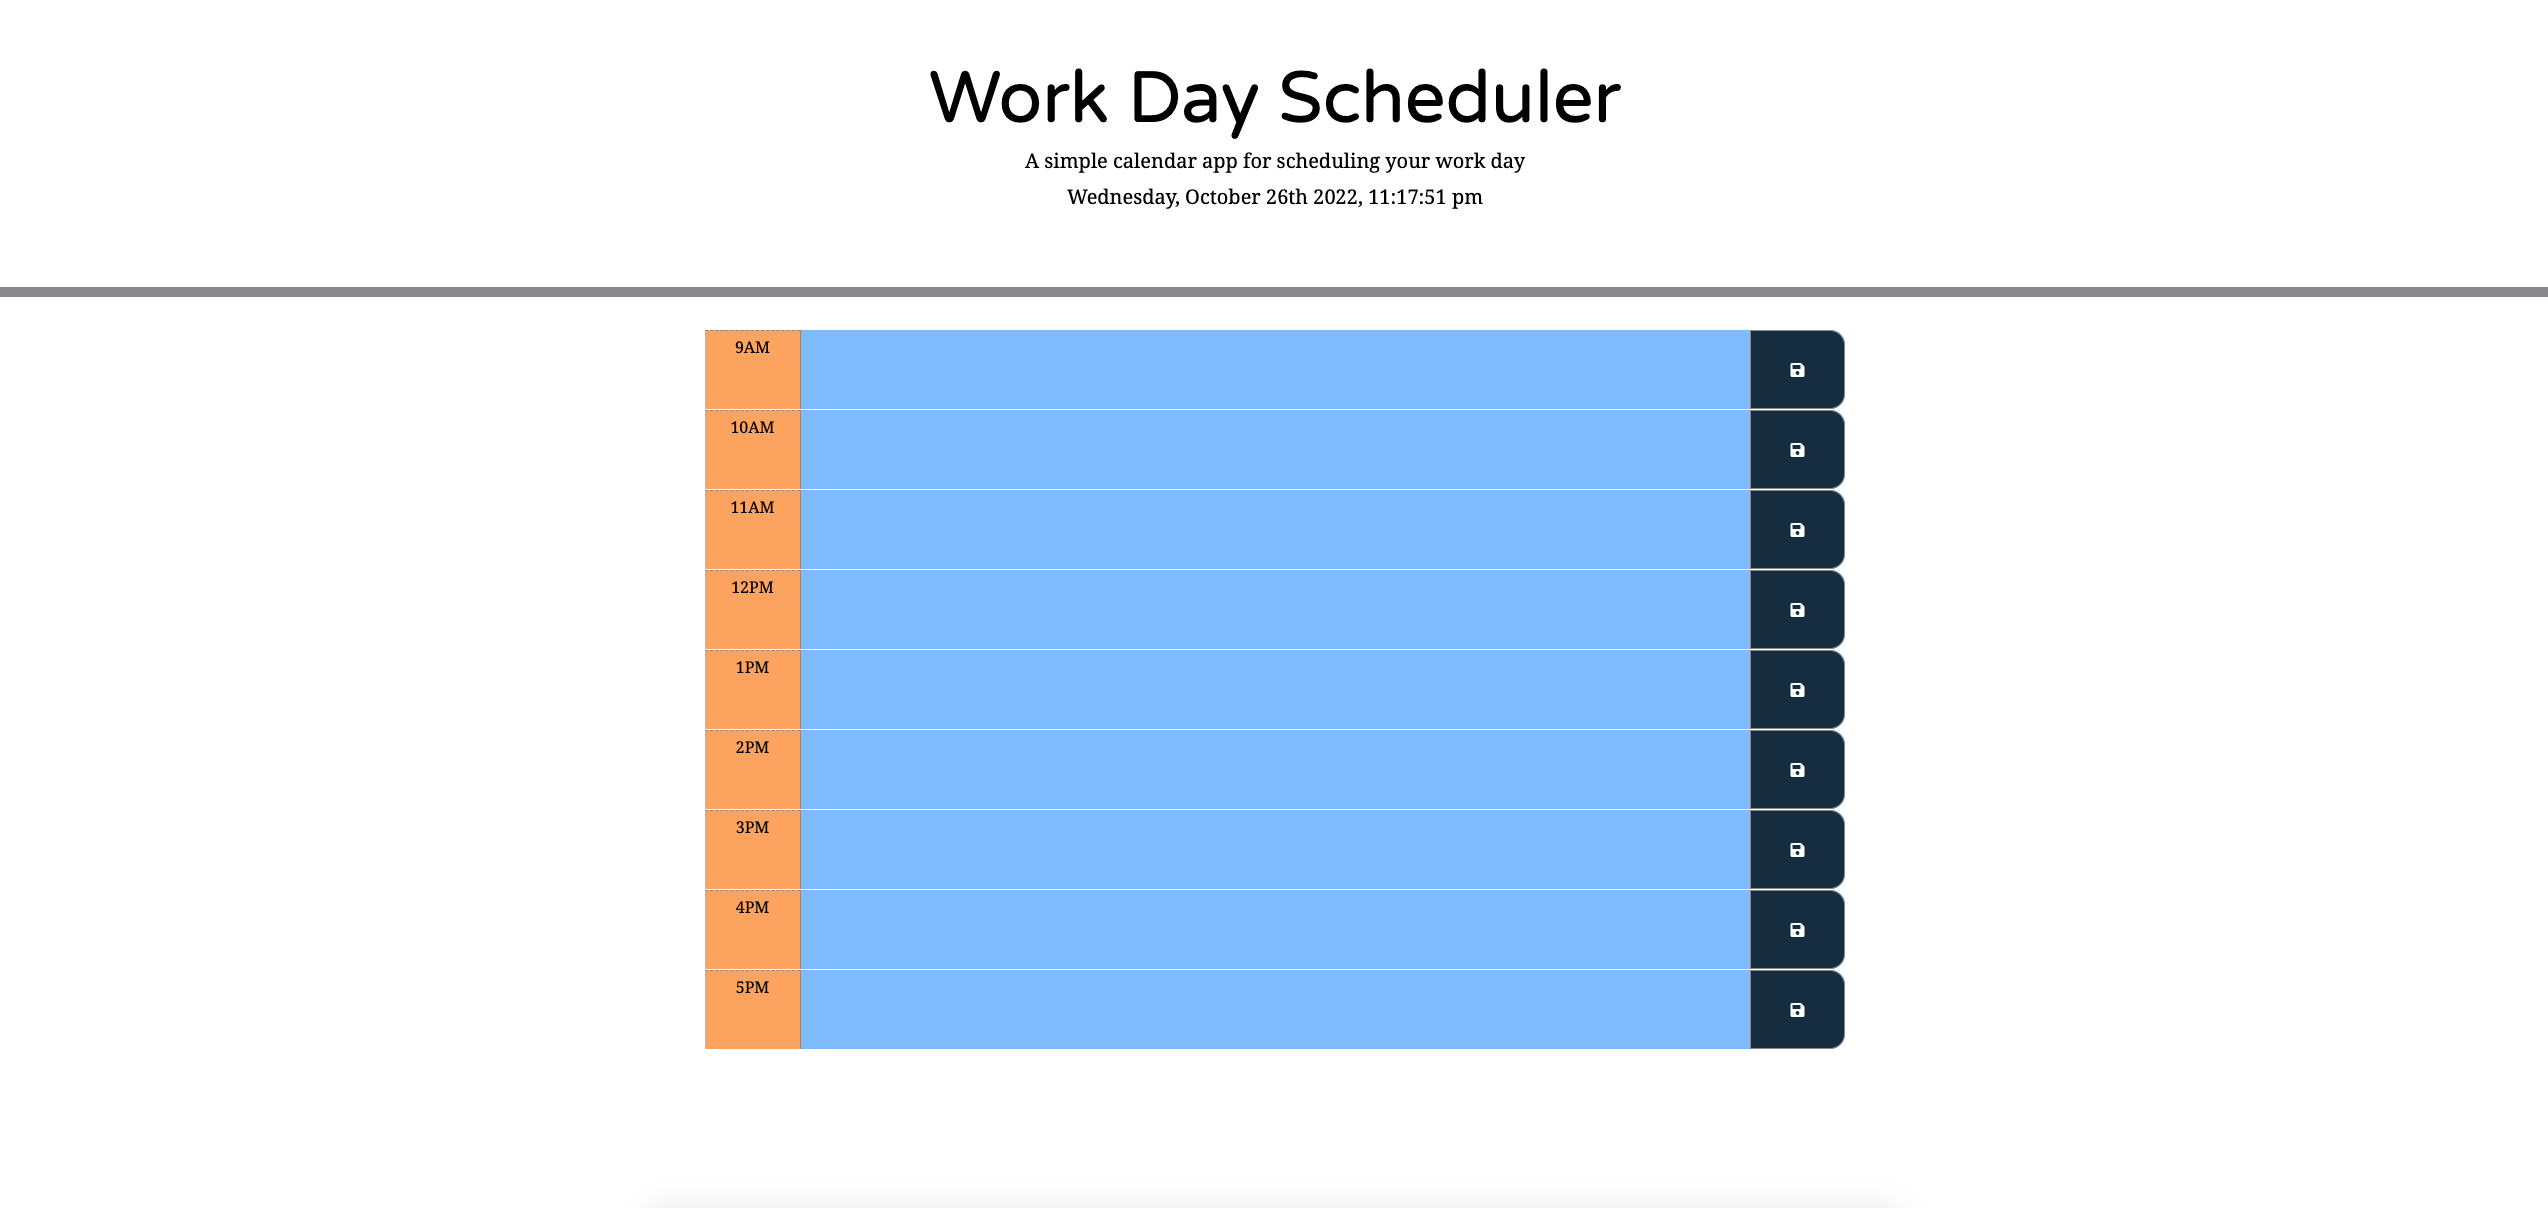 Work Day Scheduler
A simple calendar app for scheduling your work day
Wednesday, October 26th 2022, 11:17:51 pm
9AM
10AM
11AM
12PM
1PM
2PM
3PM
4PM
5PM